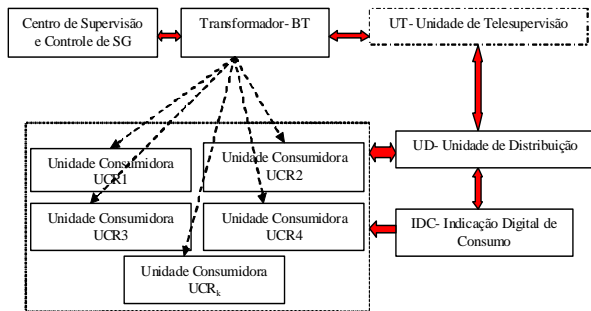 Centro de Supervisão
e Controle de SG
Transformador- BT
UT- Unidade de Telesupervisão
Unidade Consumidora
UCR1
Unidade Consumidora
UCR2
UD- Unidade de Distribuição
Unidade Consumidora
UCR3
Unidade Consumidora
UCR4
IDC- Indicação Digital de
Consumo
Unidade Consumidora
UCRk